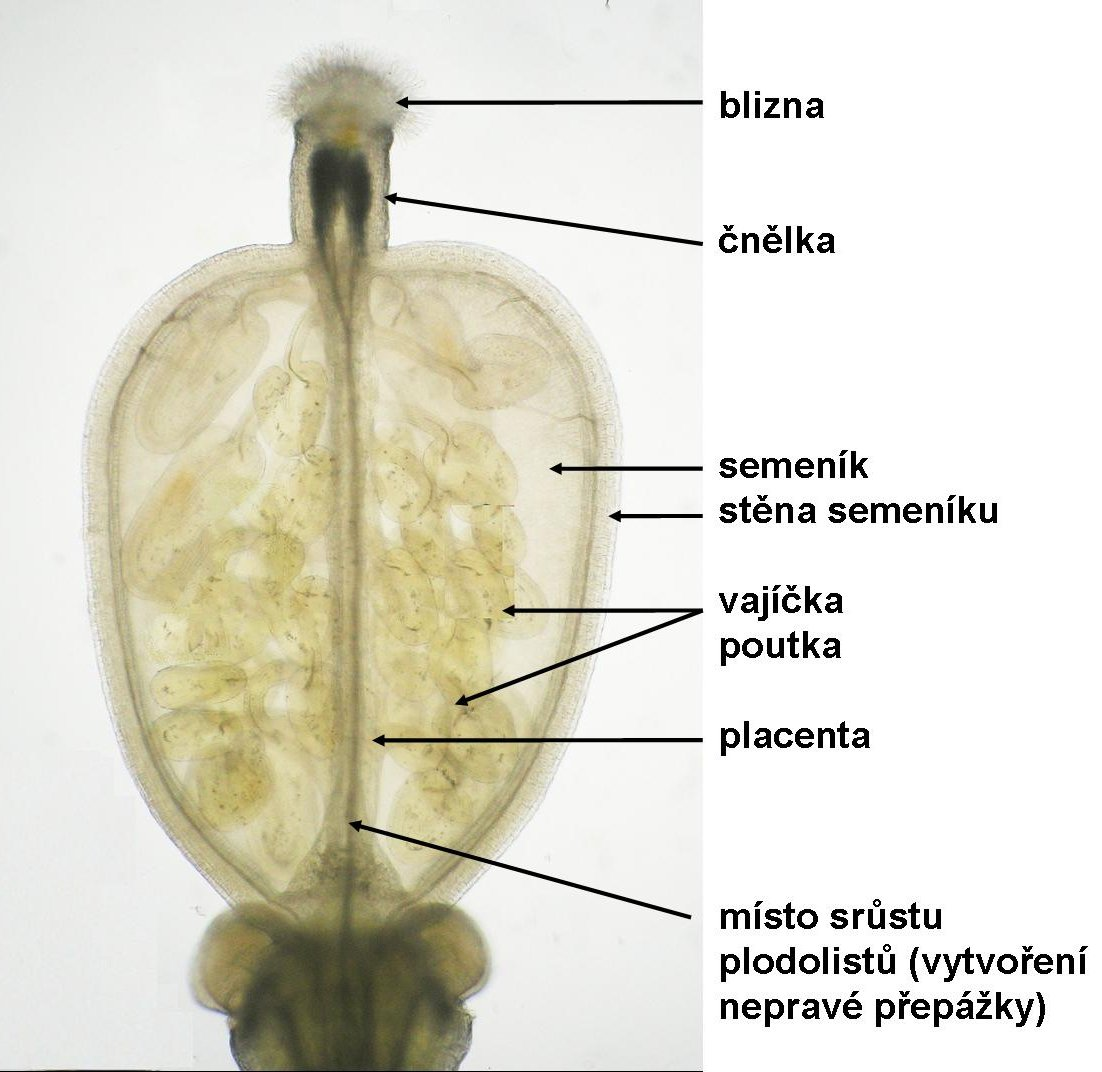 blizna
čnělka
semeník
stěna semeníku
vajíčka
poutka
placenta
místo srůstu
plodolistů (vytvoření
nepravé přepážky)